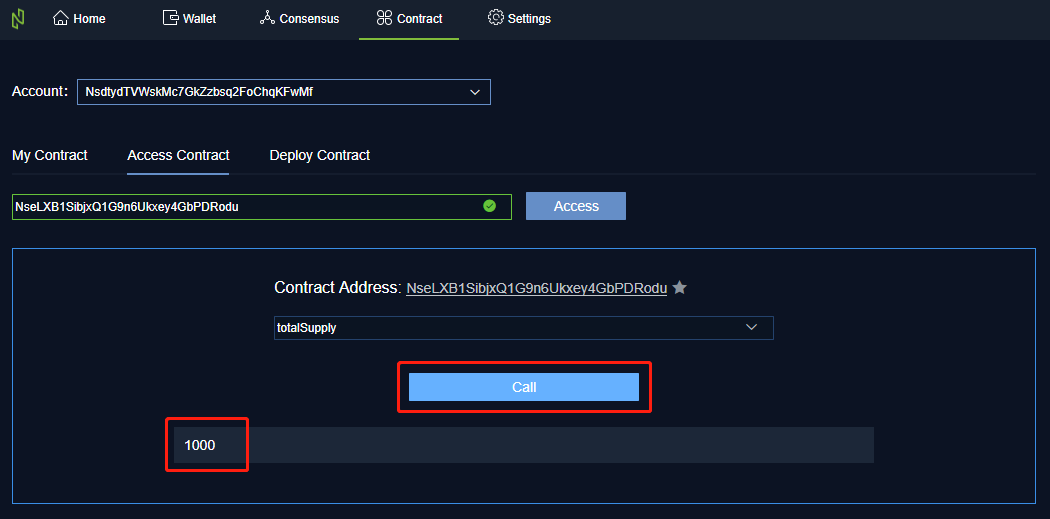 Home Wallet Consensus Contract Settings
Account: NsdtydTVWskMc7GkZzbsq2FoChqKFwMf
My Contract Access Contract Deploy Contract
NseLXB1SibjxQ1G9n6Ukxey4GbPDRodu Access
Contract Address: NseLXB1SibjxQ1G9n6Ukxey4GbPDRodu
totalSupply
Call
1000